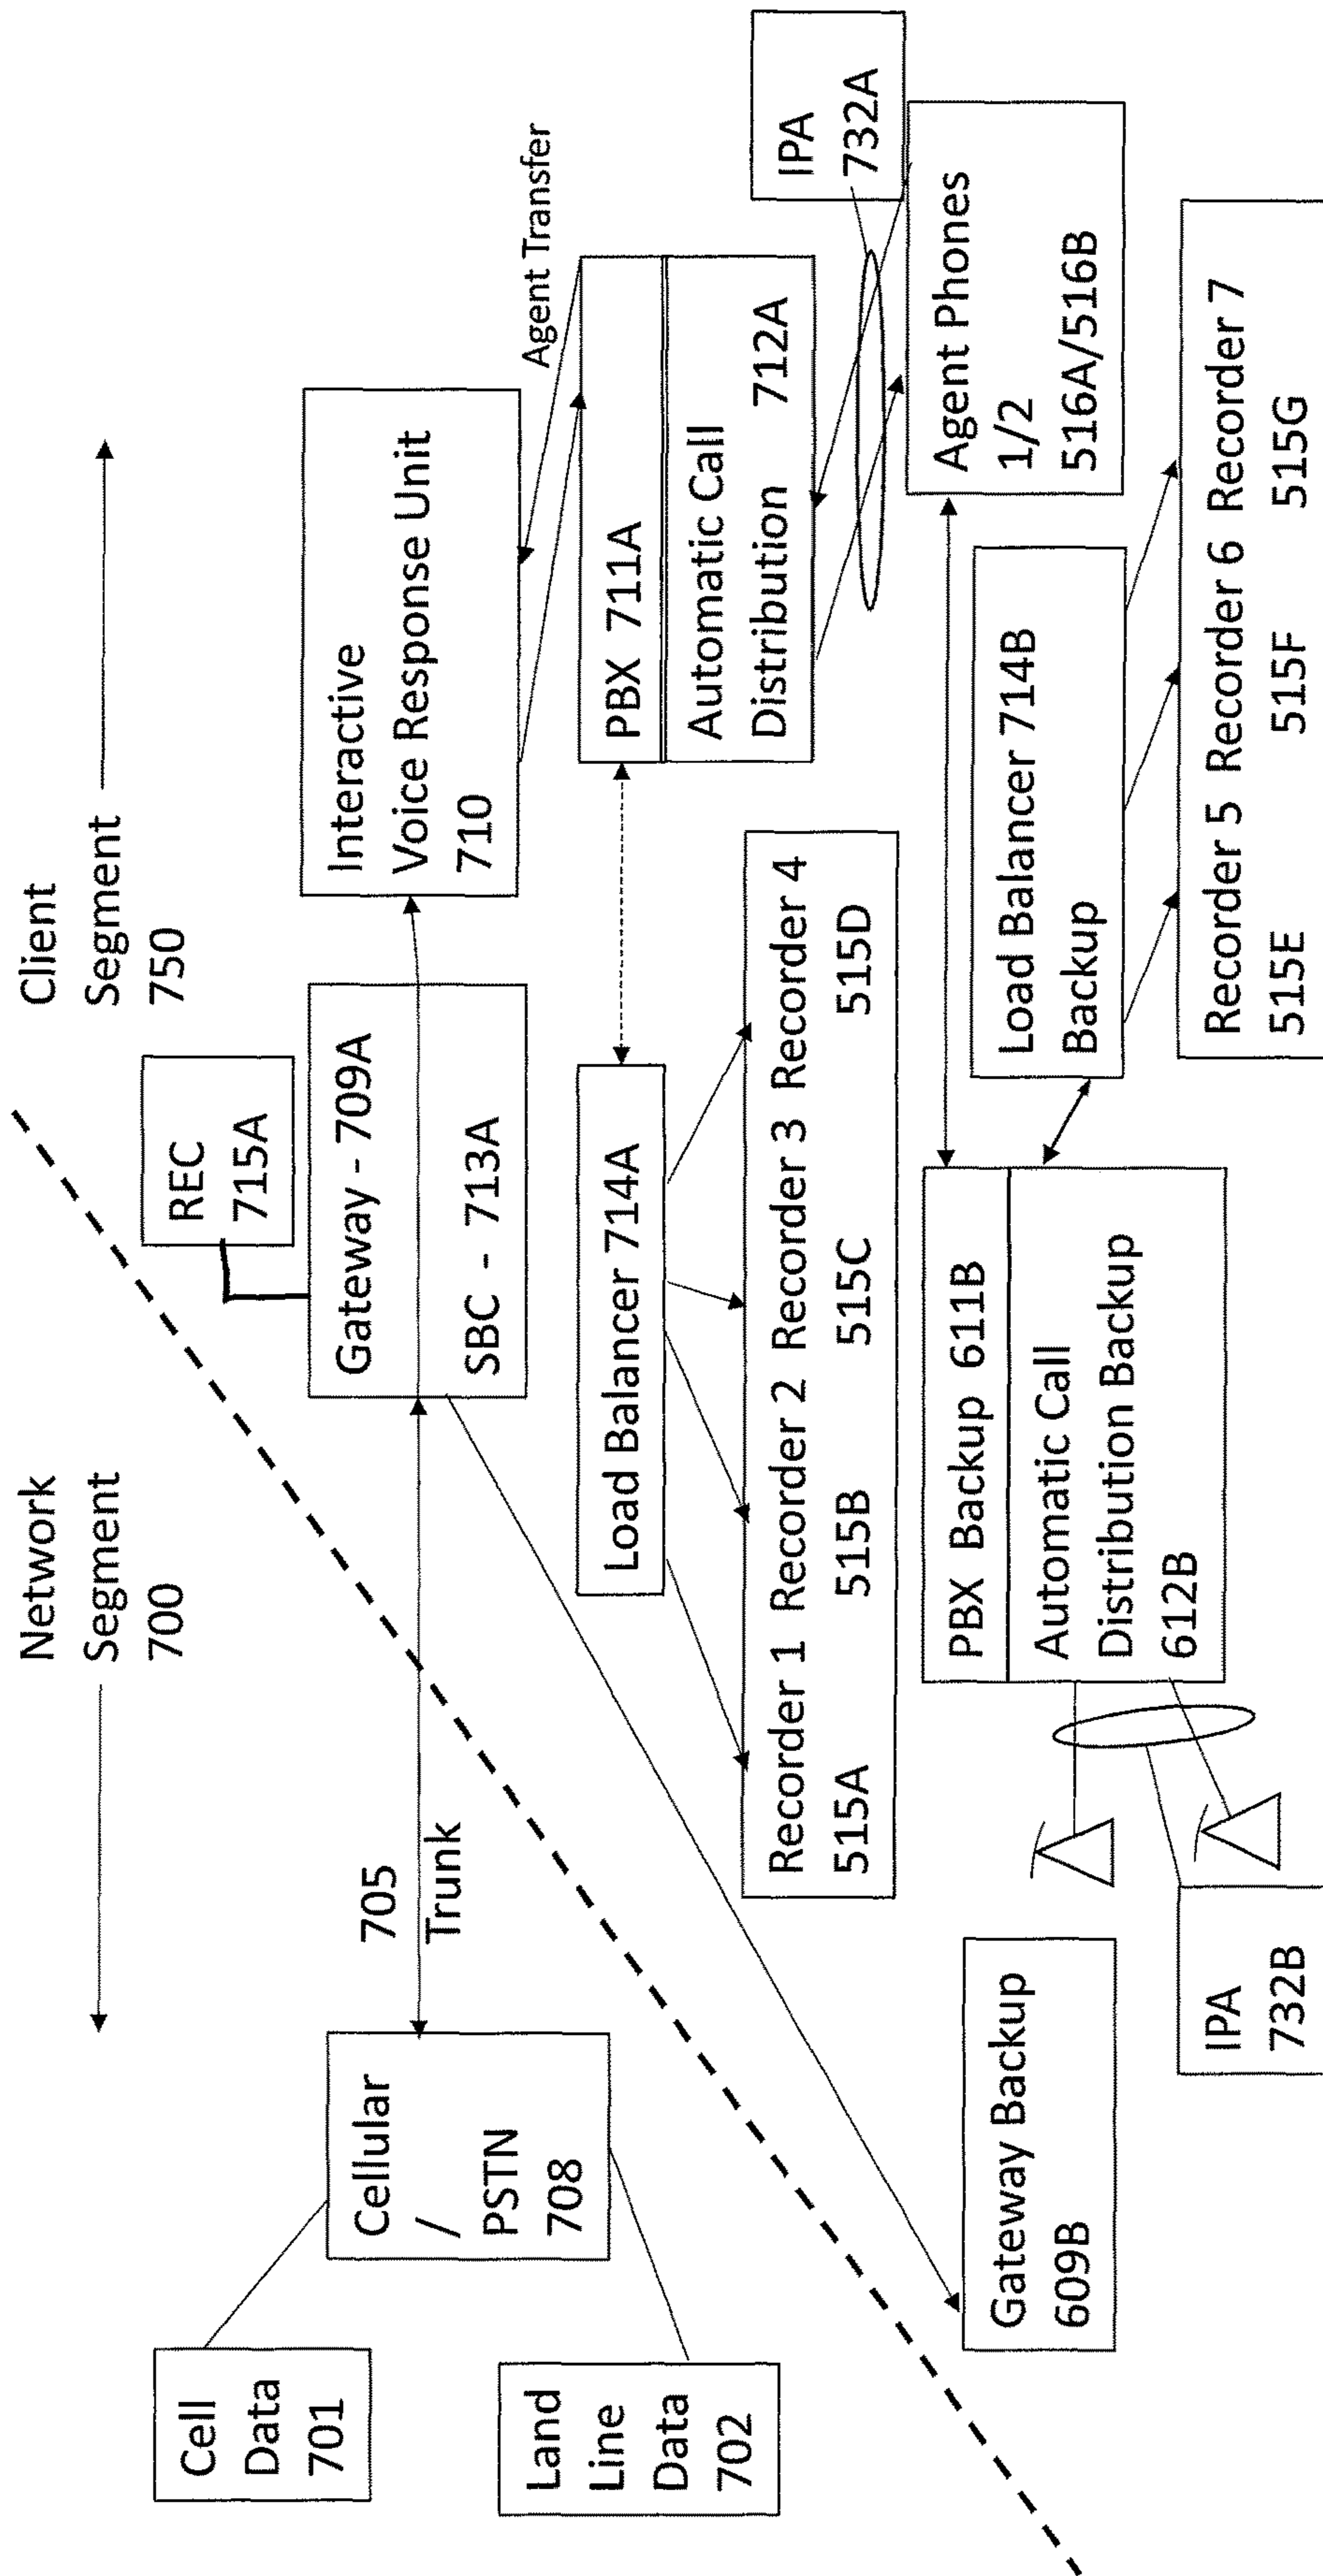 Network
Segment
700
Client
Segment
750
Cell
Data
701
Land
Line
Data
702
Cellular
/
PSTN
708
705
Trunk
REC
715A
Gateway - 709A
SBC - 713A
Interactive
Voice Response Unit
710
Agent Transfer
Load Balancer 714A
PBX 711A
Automatic Call
Distribution 712A
Recorder 1 Recorder 2 Recorder 3 Recorder 4
515A 515B 515C 515D
IPA
732A
Gateway Backup
609B
PBX Backup 611B
Automatic Call
Distribution Backup
612B
Load Balancer 714B
Backup
Agent Phones
1/2
516A/516B
IPA
732B
Recorder 5 Recorder 6 Recorder 7
515E 515F 515G